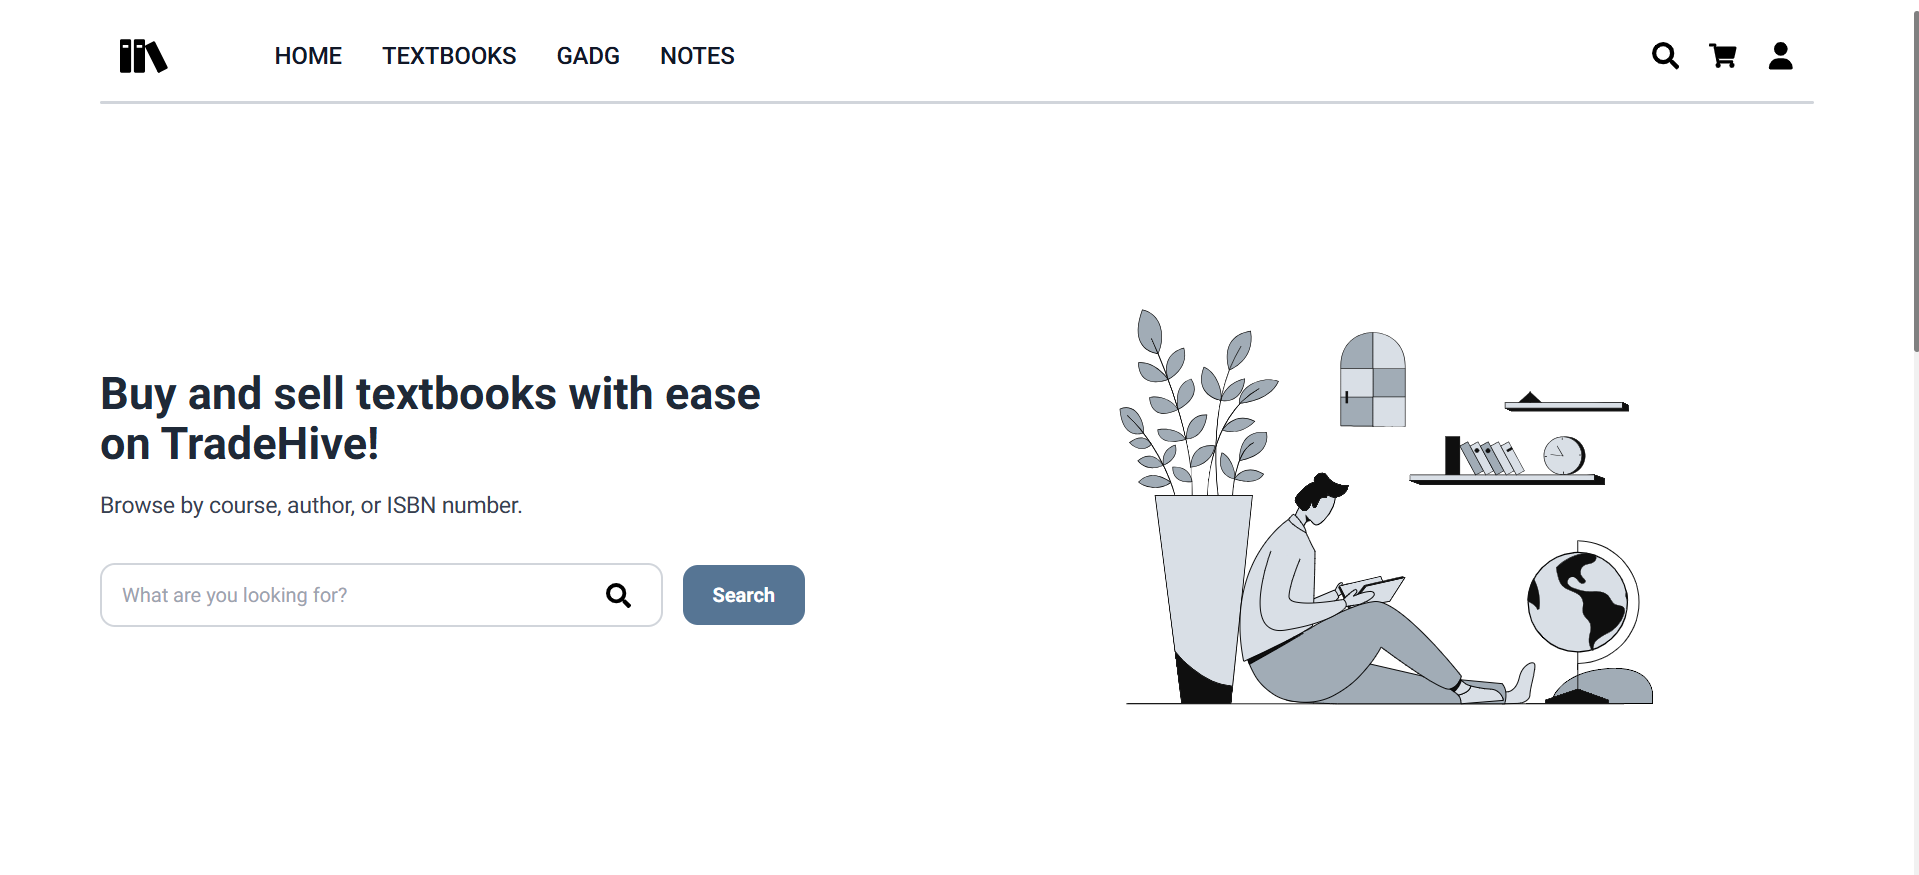 HOME TEXTBOOKS GADG NOTES
Buy and sell textbooks with ease
on TradeHive!
Browse by course, author, or ISBN number.
What are you looking for? Search